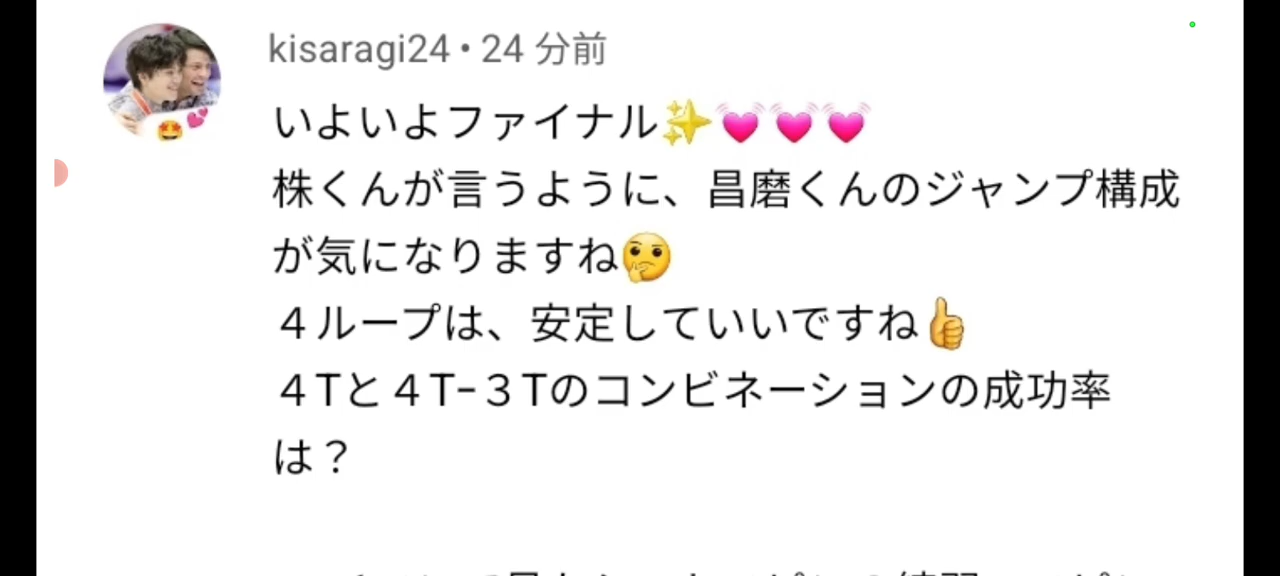 kisaragi24・24 分前
いよいよファイナル✨💓💓💓
株くんが言うように、昌磨くんのジャンプ構成
が気になりますね🤔
４ループは、安定していいですね👍
４Tと４T−３Tのコンビネーションの成功率
は？